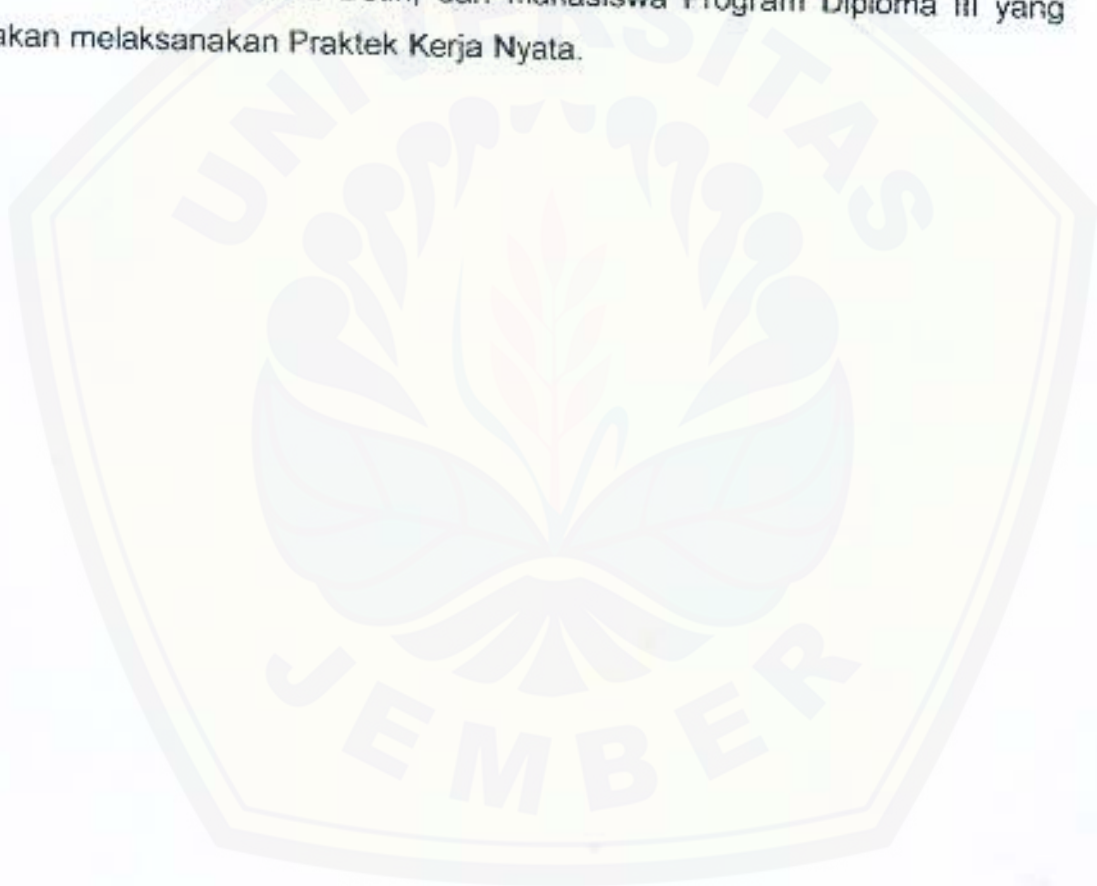 dan Mahasiswa Program Diploma III yang
akan melaksanakan Praktek Kerja Nyata.
UNIVERSITAS
JEMBER